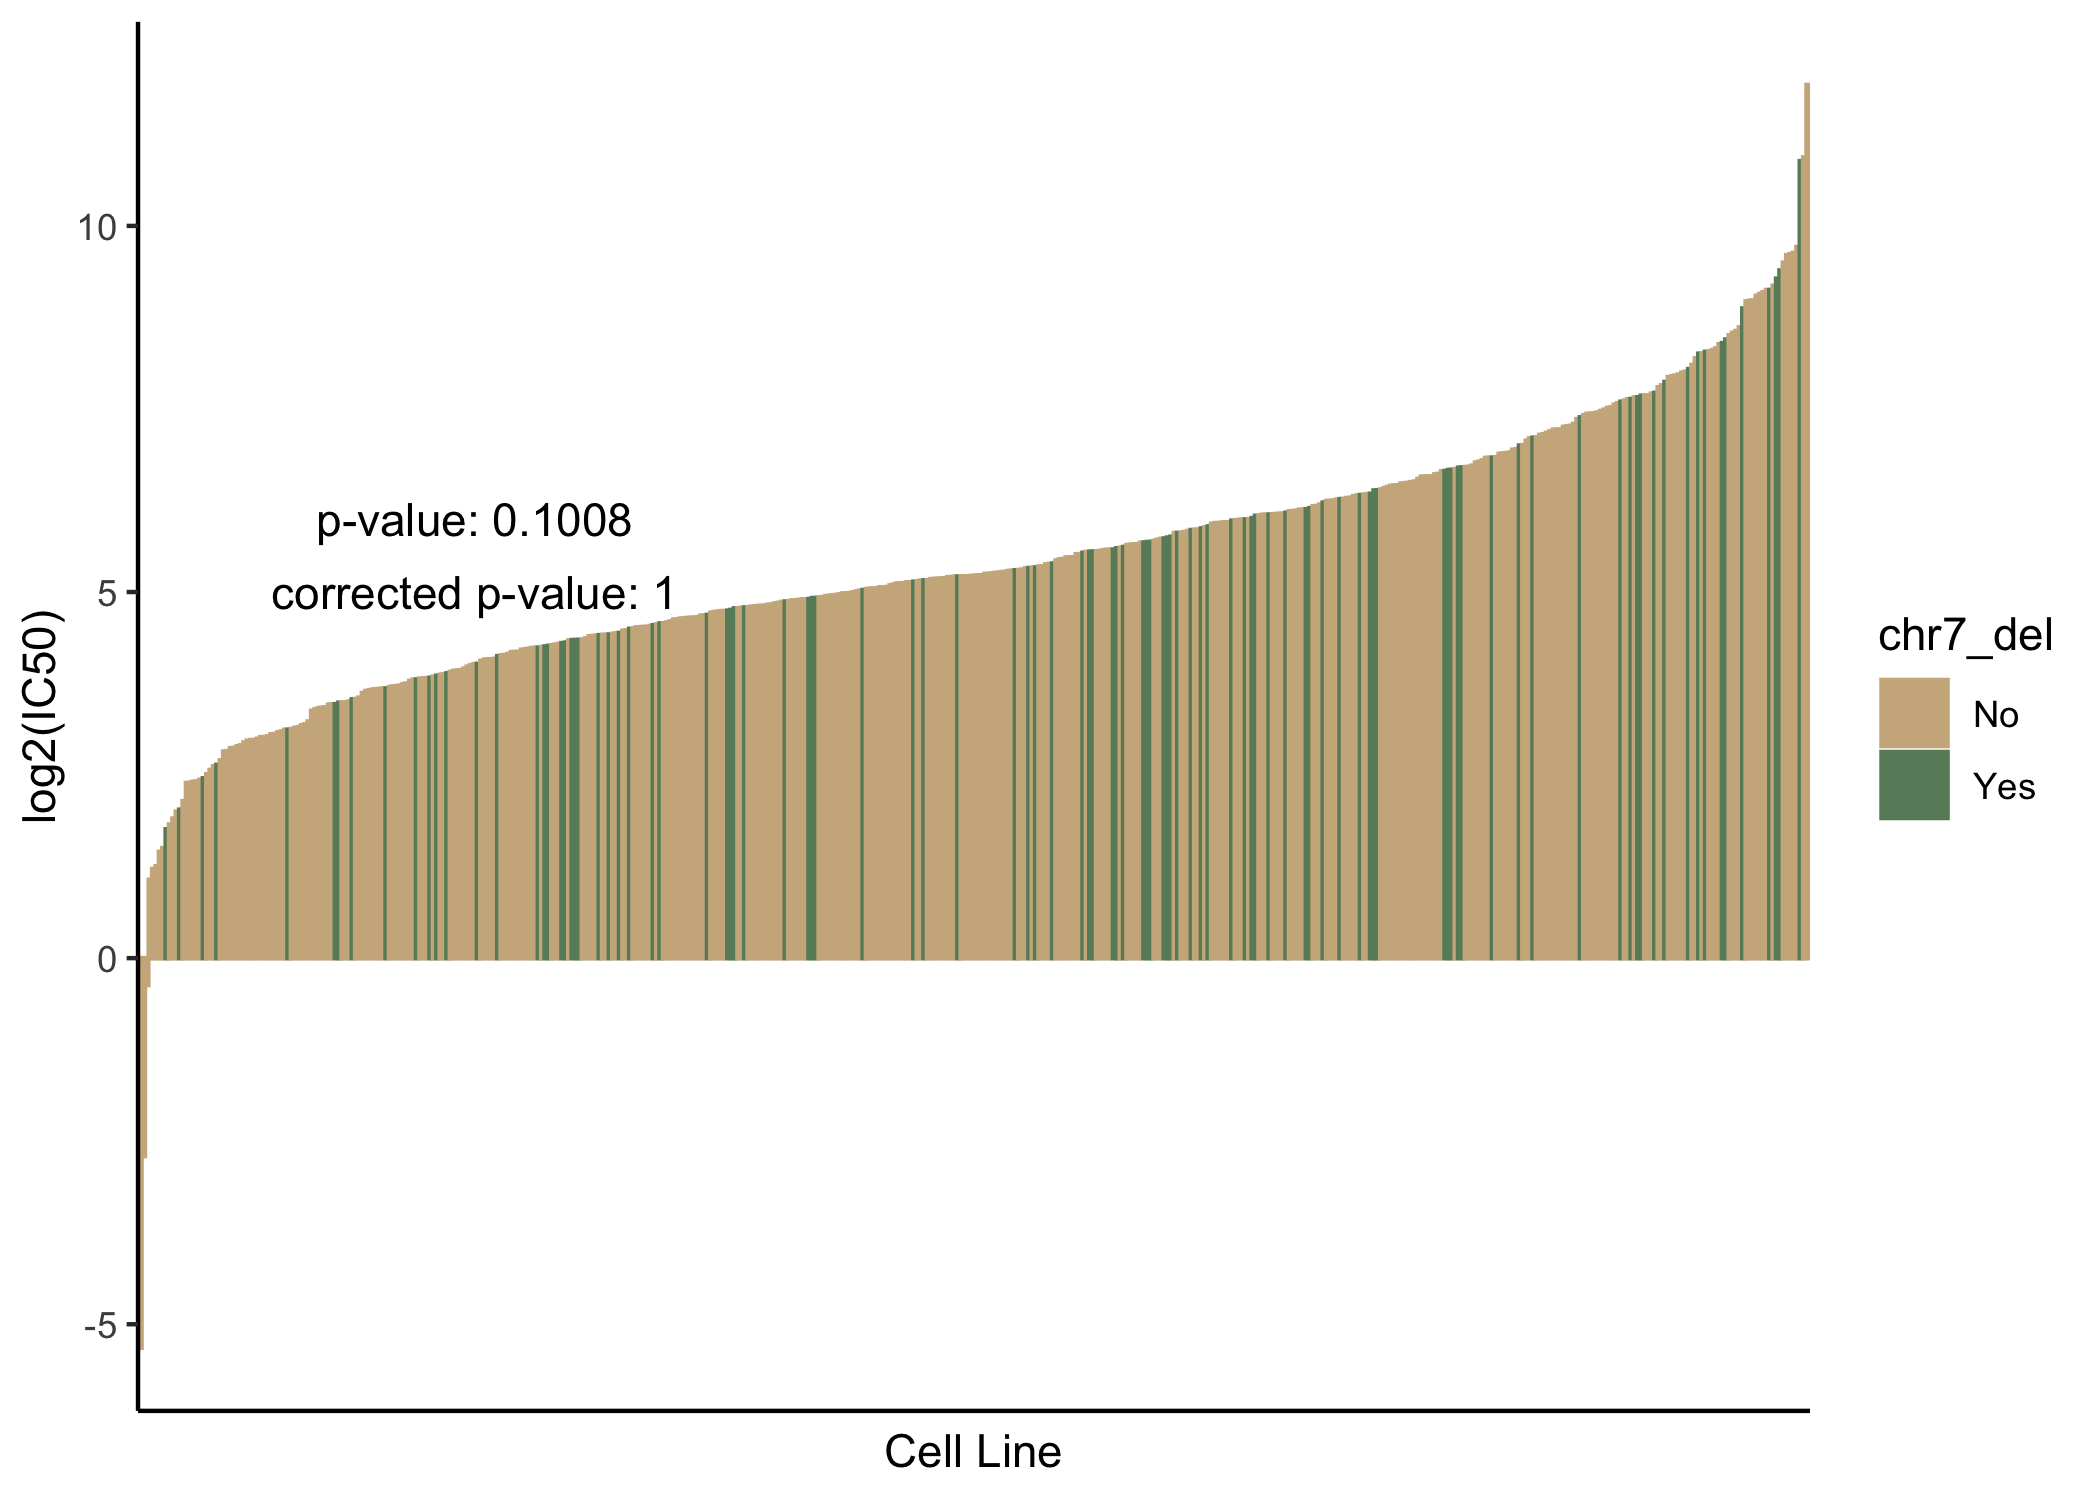 10
5
0
-5
log2(IC50)
p-value: 0.1008
corrected p-value: 1
Cell Line
chr7_del
No
Yes